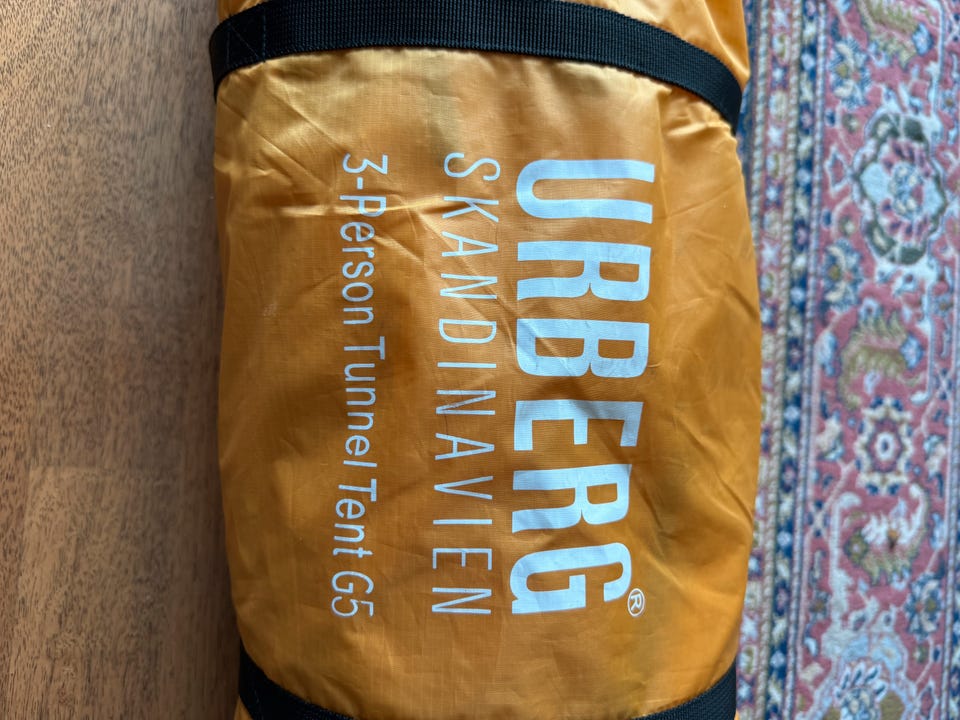 URBERG®
SKANDINAVIEN
3-Person Tunnel Tent G5